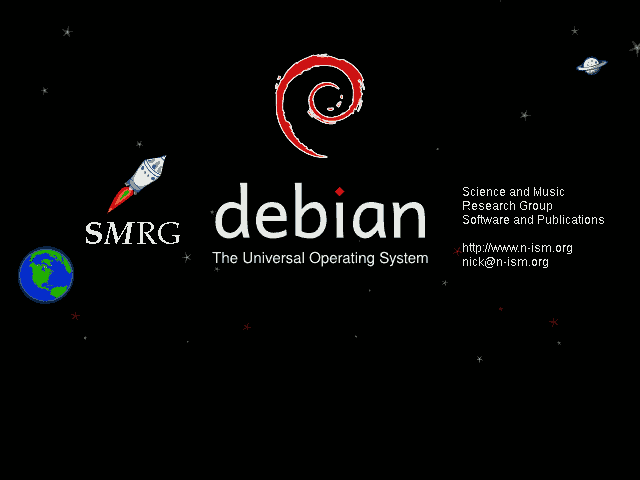 SMRG
debian
The Universal Operating System
Science and Music
Research Group
Software and Publications
http://www.n-ism.org
nick@n-ism.org